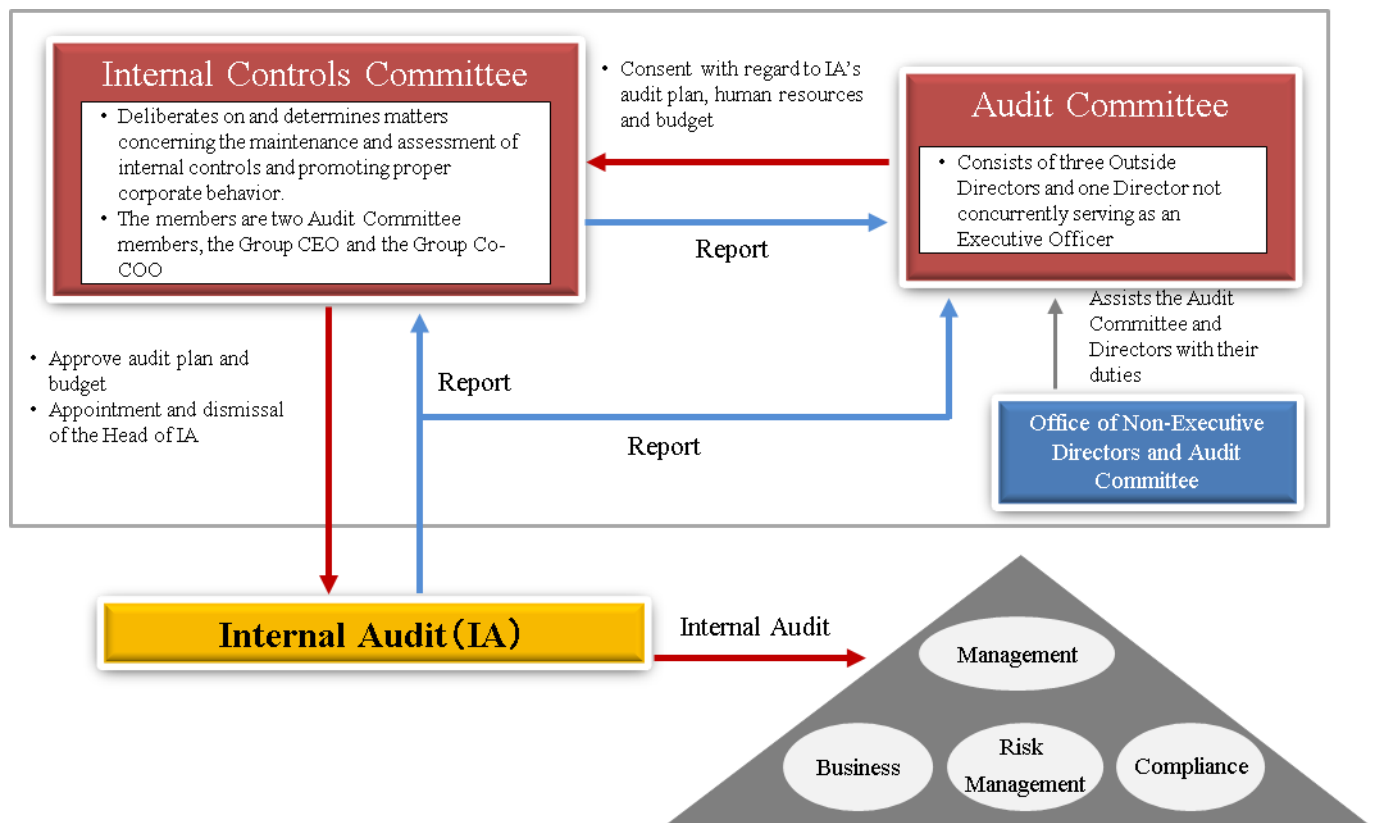 Internal Controls Committee
• Deliberates on and determines matters
concerning the maintenance and assessment of
internal controls and promoting proper
corporate behavior.
• The members are two Audit Committee
members, the Group CEO and the Group Co-
COO
• Consent with regard to IA's
audit plan, human resources
and budget
Audit Committee
• Consists of three Outside
Directors and one Director not
concurrently serving as an
Executive Officer
Report
• Approve audit plan and
budget
• Appointment and dismissal
of the Head of IA
Report
Report
Assists the Audit
Committee and
Directors with their
duties
Office of Non-Executive
Directors and Audit
Committee
Internal Audit(IA)
Internal Audit
Management
Business
Risk
Management
Compliance